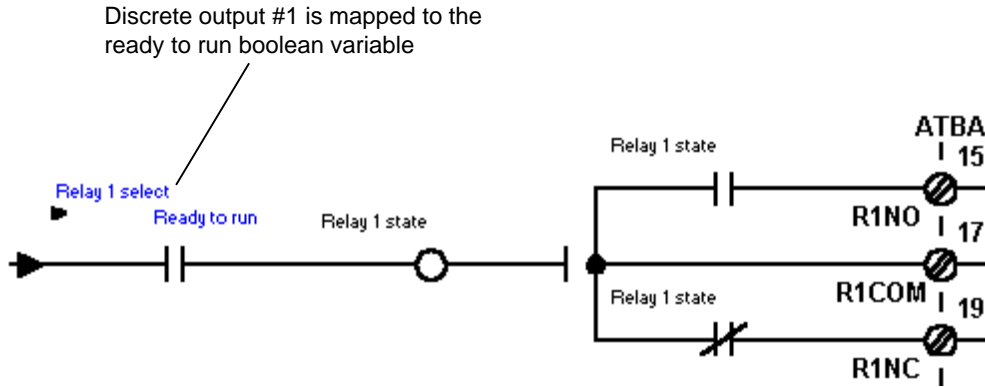 Discrete output #1 is mapped to the
ready to run boolean variable
ATBA
Relay 1 state
15
Relay 1 select
Ready to run
Relay 1 state
R1NO
17
R1COM
Relay 1 state
19
R1NC